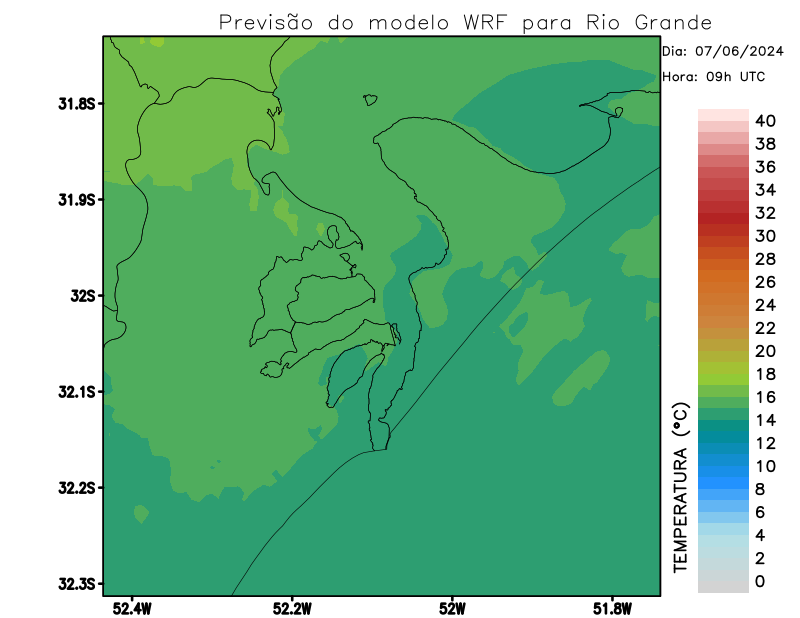 Previsão do modelo WRF para Rio Grande
Dia: 07/06/2024
Hora: 09h UTC
31.8S
31.9S
32S
32.1S
32.2S
32.3S
52.4W
52.2W
52W
51.8W
TEMPERATURA (ºC)
40
38
36
34
32
30
28
26
24
22
20
18
16
14
12
10
8
6
4
2
0